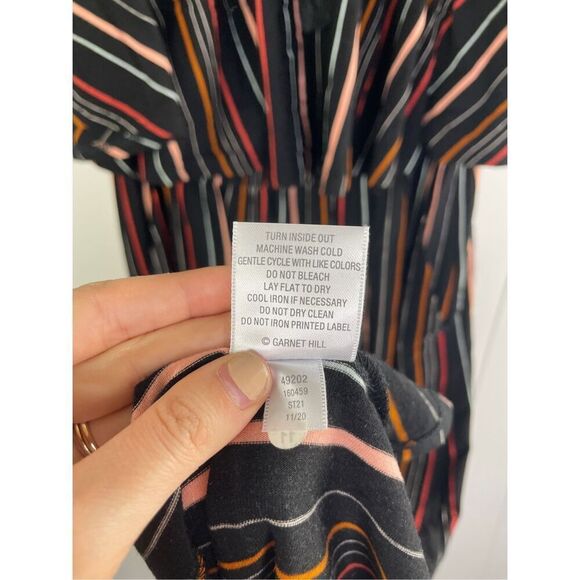 TURN INSIDE OUT
MACHINE WASH COLD
GENTLE CYCLE WITH LIKE COLORS
DO NOT BLEACH
LAY FLAT TO DRY
COOL IRON IF NECESSARY
DO NOT DRY CLEAN
DO NOT IRON PRINTED LABEL
© GARNET HILL
49202
160459
ST21
11/20
11